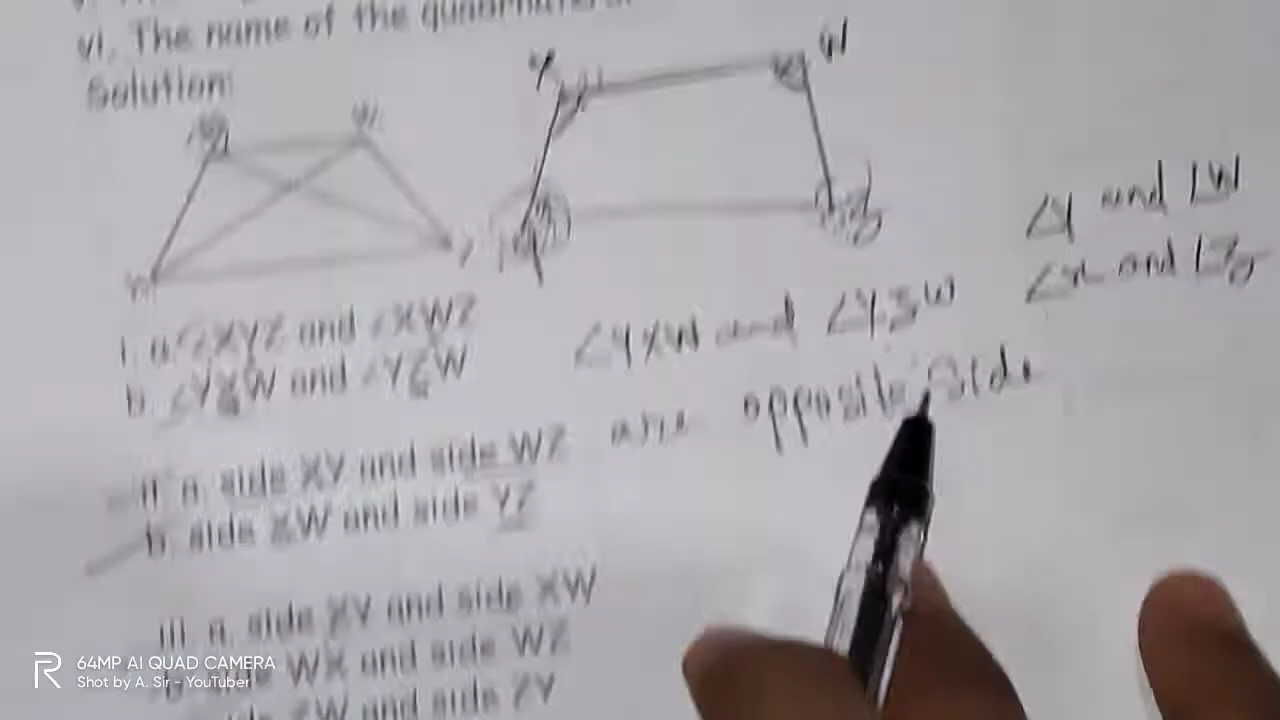 vi. The name of the
Solution:
Y W
i. a. ∠XYZ and ∠XWZ
b. ∠YXW and ∠YZW
∠YXW and ∠YZW
∠Y and ∠W
∠x and ∠Z
ii. a. side XY and side WZ
are opposite side
b. side XW and side YZ
iii. a. side XY and side XW
WX and side WZ
ZW and side ZY
64MP AI QUAD CAMERA
Shot by A. Sir - YouTuber